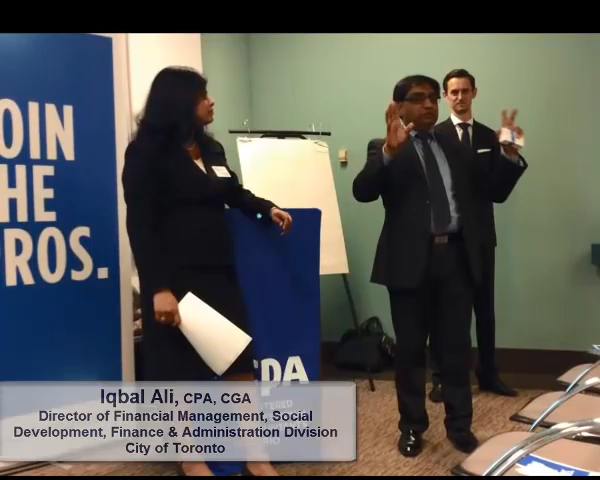 OIN
HE
ROS.
CPA
Iqbal Ali, CPA, CGA
Director of Financial Management, Social
Development, Finance & Administration Division
City of Toronto